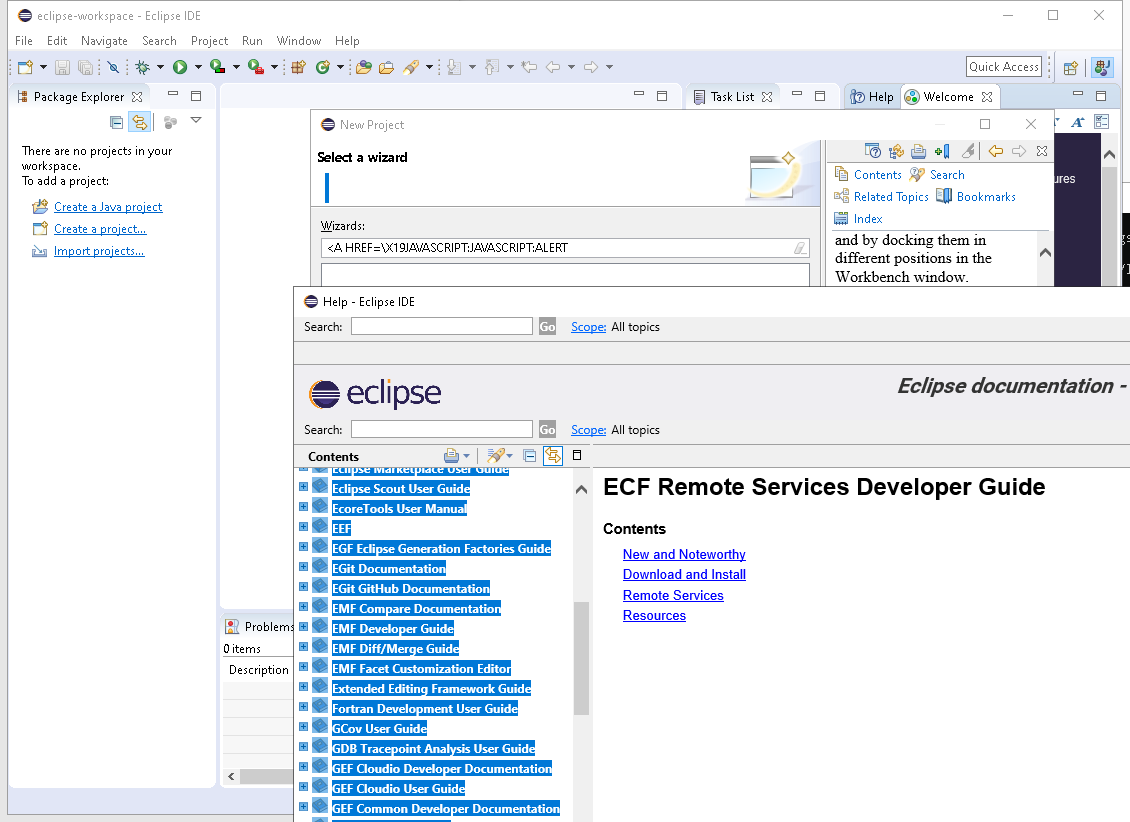 eclipse-workspace - Eclipse IDE
File Edit Navigate Search Project Run Window Help
Quick Access
Package Explorer
Task List
Help
Welcome
There are no projects in your
workspace.
To add a project:
Create a Java project
Create a project...
Import projects...
New Project
Select a wizard
Wizards:
<A HREF=\X19JAVASCRIPT:JAVASCRIPT:ALERT
Contents Search
Related Topics Bookmarks
Index
and by docking them in
different positions in the
Workbench window.
ures
Help - Eclipse IDE
Search: Go Scope: All topics
eclipse
Eclipse documentation -
Search: Go Scope: All topics
Contents
Eclipse Marketplace User Guide
Eclipse Scout User Guide
EcoreTools User Manual
EEF
EGF Eclipse Generation Factories Guide
EGit Documentation
EGit GitHub Documentation
EMF Compare Documentation
EMF Developer Guide
EMF Diff/Merge Guide
EMF Facet Customization Editor
Extended Editing Framework Guide
Fortran Development User Guide
GCov User Guide
GDB Tracepoint Analysis User Guide
GEF Cloudio Developer Documentation
GEF Cloudio User Guide
GEF Common Developer Documentation
ECF Remote Services Developer Guide
Contents
New and Noteworthy
Download and Install
Remote Services
Resources
Problems
0 items
Description